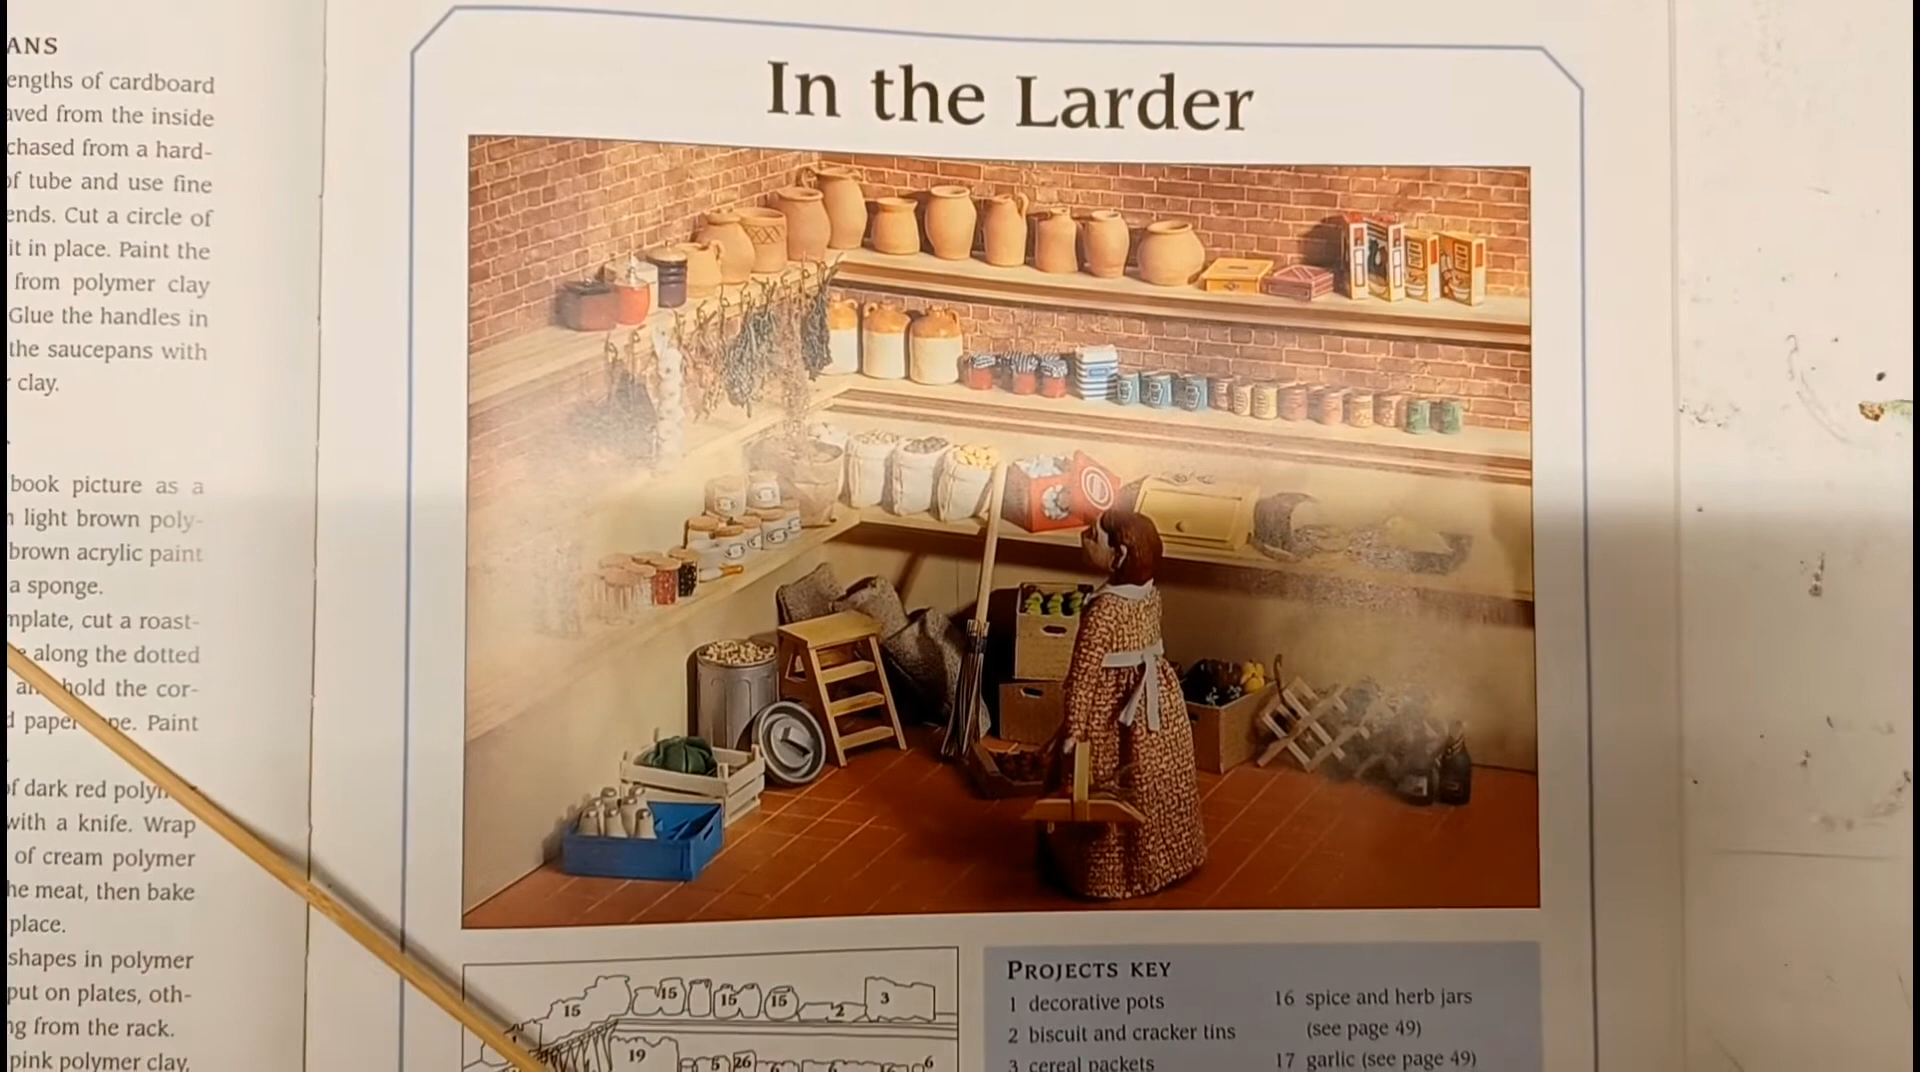 ANS
engths of cardboard
aved from the inside
chased from a hard-
of tube and use fine
ends. Cut a circle of
it in place. Paint the
from polymer clay
Glue the handles in
the saucepans with
clay.
book picture as a
light brown poly-
brown acrylic paint
a sponge.
mplate, cut a roast-
along the dotted
hold the cor-
paper
Paint
of dark red
with a knife. Wrap
of cream polymer
he meat, then bake
place.
shapes in polymer
put on plates, oth-
ng from the rack.
pink polymer clay,
In the Larder
15
15
15
15
2
3
19
5
26
6
PROJECTS KEY
1 decorative pots
2 biscuit and cracker tins
3 cereal packets
16 spice and herb jars
(see page 49)
17 garlic (see page 49)